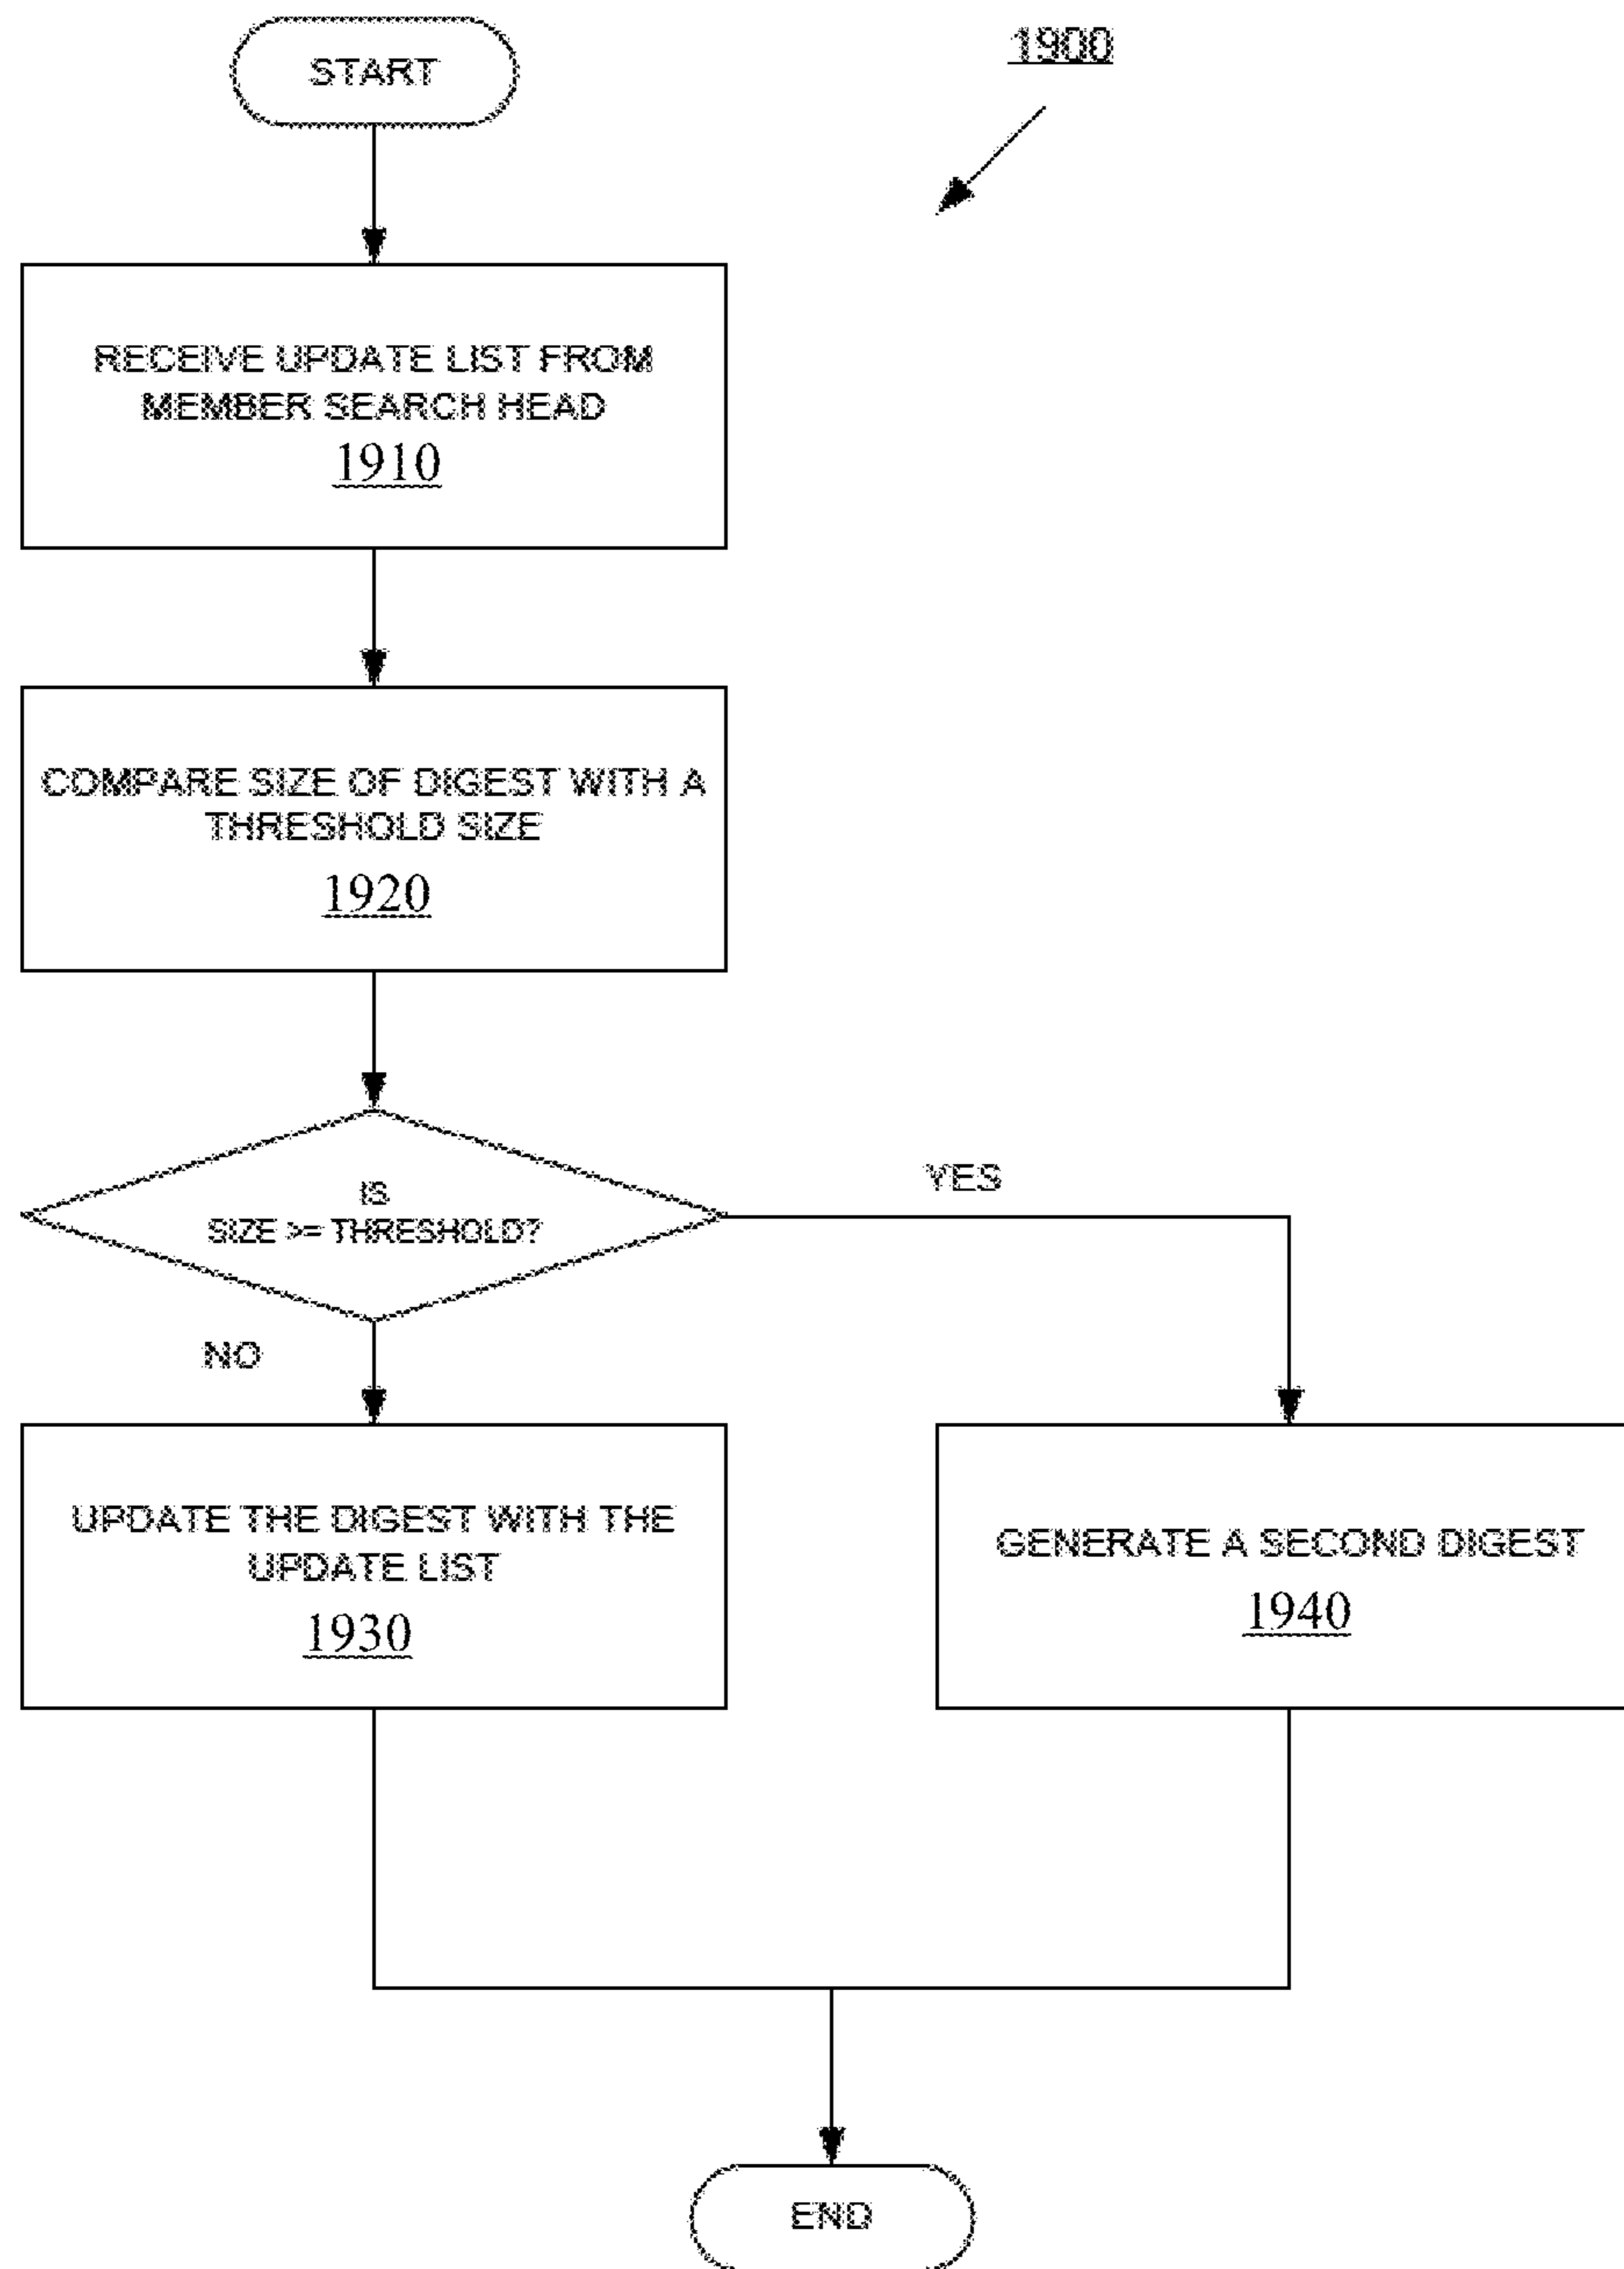 START
1900
RECEIVE UPDATE LIST FROM
MEMBER SEARCH HEAD
1910
COMPARE SIZE OF DIGEST WITH A
THRESHOLD SIZE
1920
IS
SIZE >= THRESHOLD?
YES
NO
UPDATE THE DIGEST WITH THE
UPDATE LIST
1930
GENERATE A SECOND DIGEST
1940
END